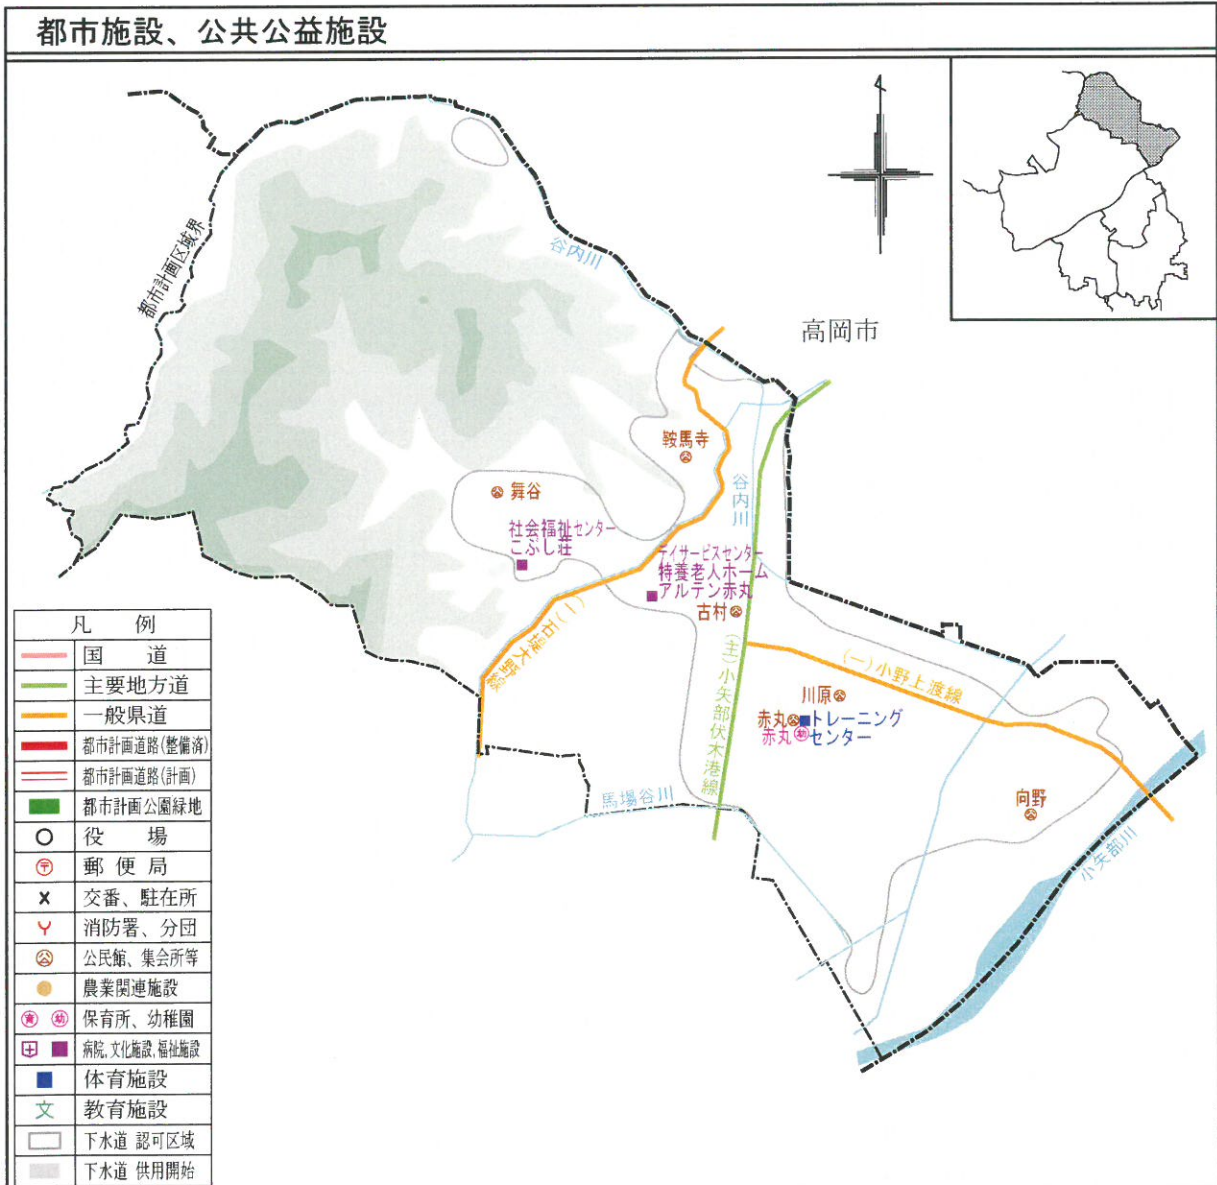 都市施設、公共公益施設
都市計画区域界
谷内川
高岡市
鞍馬寺
舞谷
谷内川
社会福祉センター
こぶし荘
デイサービスセンター
特養老人ホーム
アルテン赤丸
古村
(一)石堤大野線
(主)小矢部伏木港線
(一)小野上渡線
川原
赤丸
トレーニング
センター
赤丸
幼
向野
馬場谷川
小矢部川
凡 例
国 道
主要地方道
一般県道
都市計画道路(整備済)
都市計画道路(計画)
都市計画公園緑地
役 場
郵 便 局
交番、駐在所
消防署、分団
公 公民館、集会所等
農業関連施設
育 幼 保育所、幼稚園
病院,文化施設,福祉施設
体育施設
文 教育施設
下水道 認可区域
下水道 供用開始